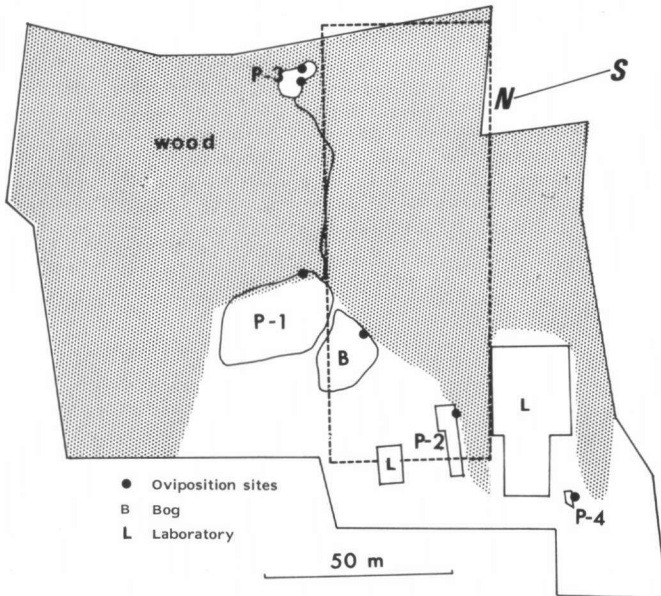 P-3
N S
wood
P-1
B
L
P-2
L
● Oviposition sites
B Bog
L Laboratory
P-4
50 m